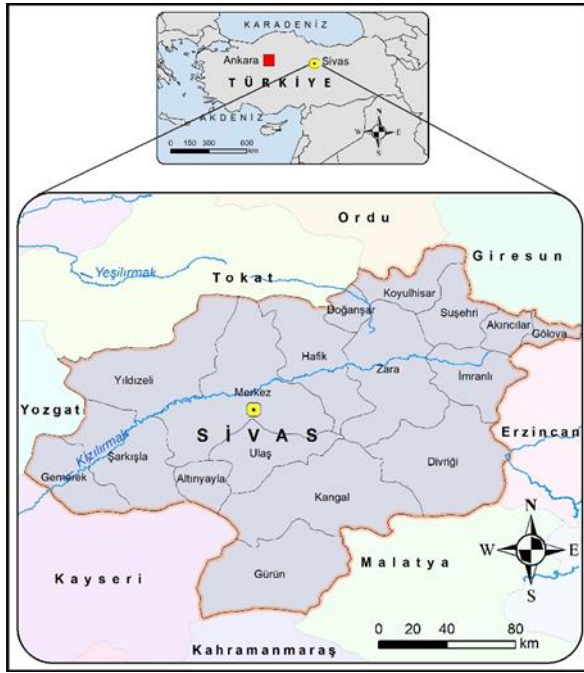 KARADENİZ
Ankara
Sivas
TÜRKİYE
AKDENİZ
N
W E
S
0 150 300 600
km
Ordu
Giresun
Yeşilırmak
Tokat
Koyulhisar
Doğanşar
Suşehri
Akıncılar
Gölova
Hafik
Zara
İmranlı
Yıldızeli
Merkez
Yozgat
SİVAS
Erzincan
Kızılırmak
Şarkışla
Ulaş
Divriği
Gemerek
Altınyayla
Kangal
N
W E
S
Malatya
Kayseri
Gürün
0 20 40 80
km
Kahramanmaraş